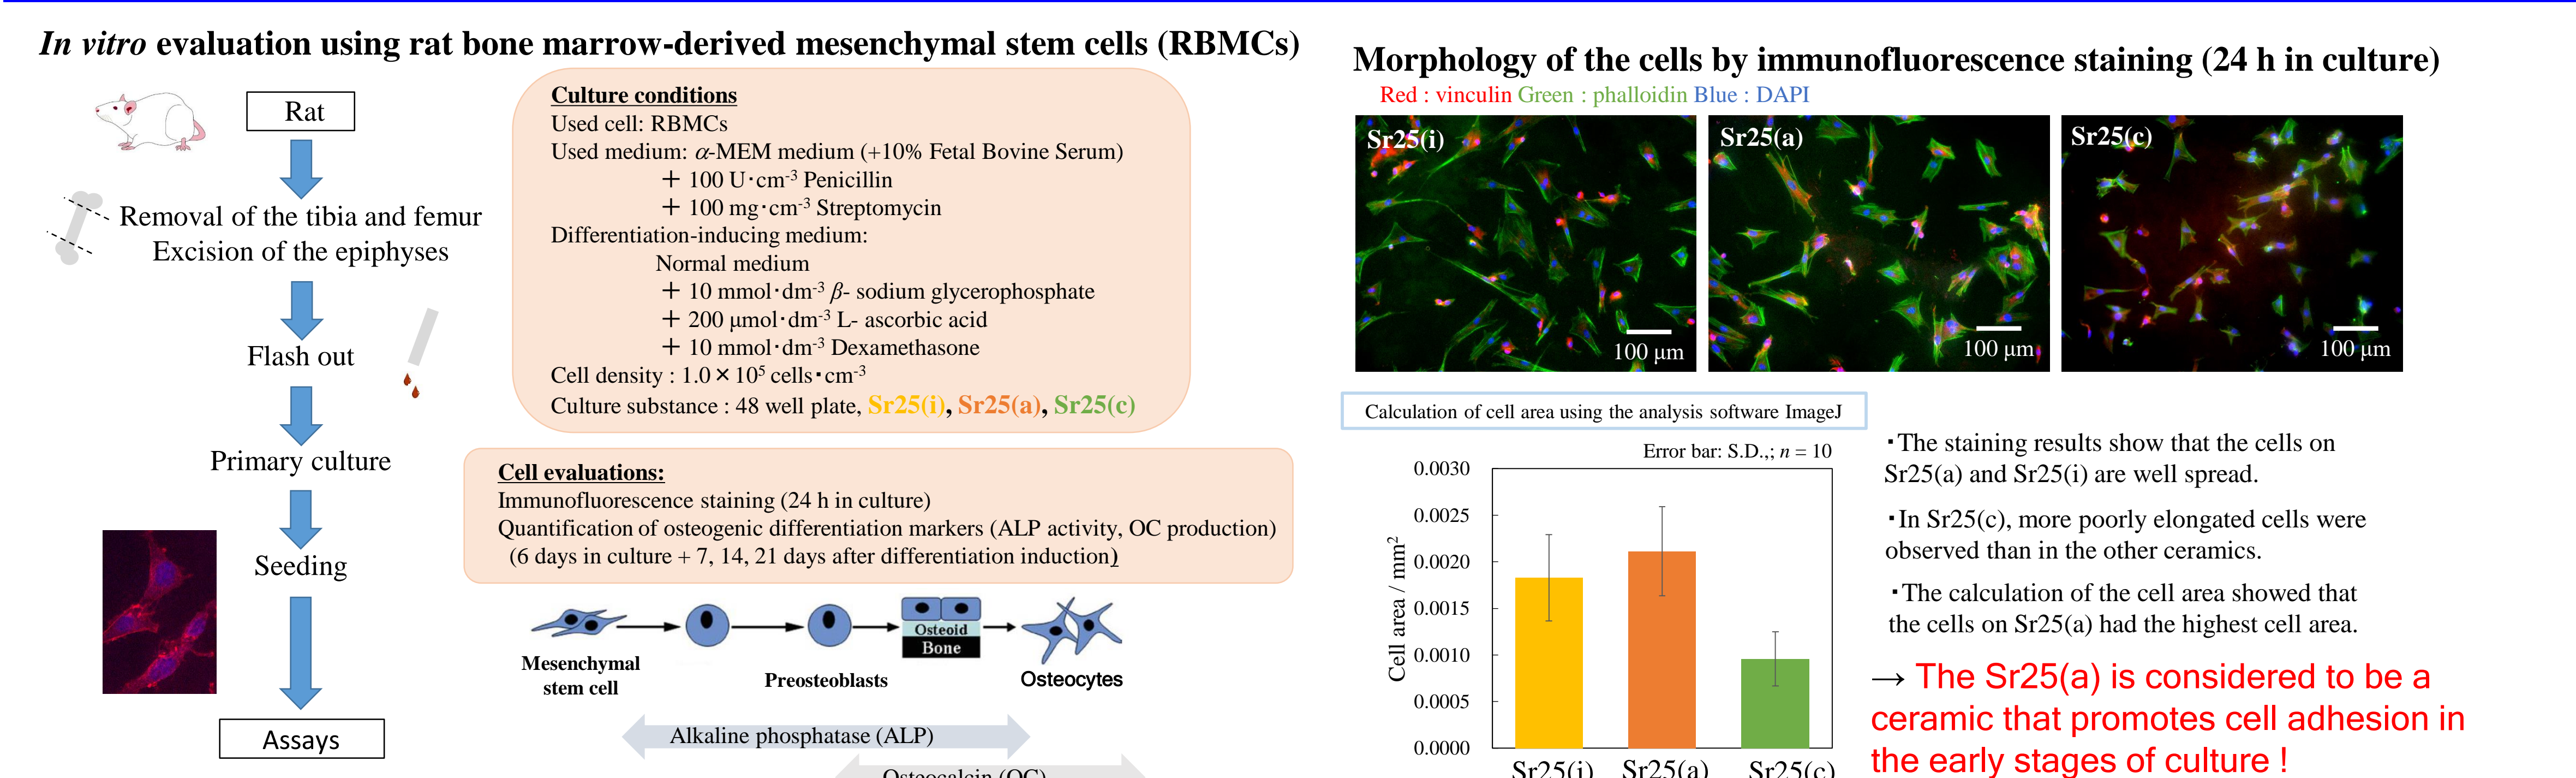 In vitro evaluation using rat bone marrow-derived mesenchymal stem cells (RBMCs)
Rat
Removal of the tibia and femur
Excision of the epiphyses
Flash out
Primary culture
Seeding
Assays
Culture conditions
Used cell: RBMCs
Used medium: α-MEM medium (+10% Fetal Bovine Serum)
+ 100 U･cm-3 Penicillin
+ 100 mg･cm-3 Streptomycin
Differentiation-inducing medium:
Normal medium
+ 10 mmol･dm-3 β- sodium glycerophosphate
+ 200 μmol･dm-3 L- ascorbic acid
+ 10 mmol･dm-3 Dexamethasone
Cell density : 1.0 × 105 cells･cm-3
Culture substance : 48 well plate, Sr25(i), Sr25(a), Sr25(c)
Cell evaluations:
Immunofluorescence staining (24 h in culture)
Quantification of osteogenic differentiation markers (ALP activity, OC production)
(6 days in culture + 7, 14, 21 days after differentiation induction)
Osteoid
Bone
Mesenchymal
stem cell
Preosteoblasts
Osteocytes
Alkaline phosphatase (ALP)
Osteocalcin (OC)
Morphology of the cells by immunofluorescence staining (24 h in culture)
Red : vinculin Green : phalloidin Blue : DAPI
Sr25(i)
100 μm
Sr25(a)
100 μm
Sr25(c)
100 μm
Calculation of cell area using the analysis software ImageJ
Error bar: S.D.,; n = 10
Cell area / mm2
0.0030
0.0025
0.0020
0.0015
0.0010
0.0005
0.0000
Sr25(i) Sr25(a) Sr25(c)
･The staining results show that the cells on
Sr25(a) and Sr25(i) are well spread.
･In Sr25(c), more poorly elongated cells were
observed than in the other ceramics.
･The calculation of the cell area showed that
the cells on Sr25(a) had the highest cell area.
→ The Sr25(a) is considered to be a
ceramic that promotes cell adhesion in
the early stages of culture !